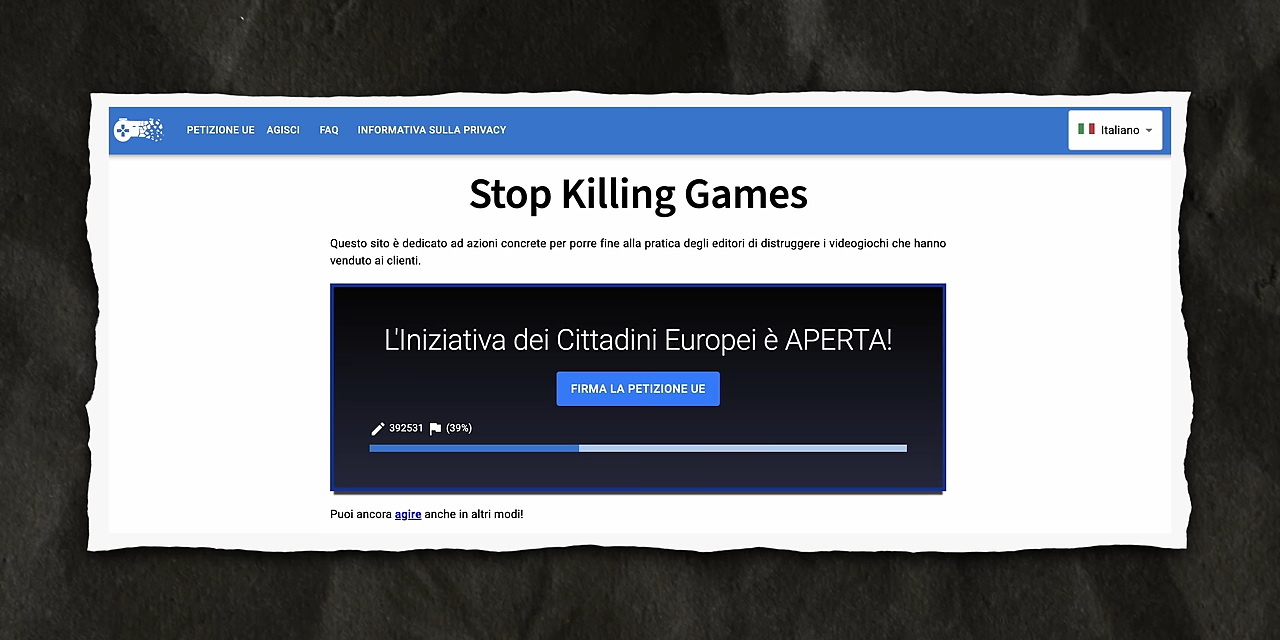 PETIZIONE UE AGISCI FAQ INFORMATIVA SULLA PRIVACY Italiano
Stop Killing Games
Questo sito è dedicato ad azioni concrete per porre fine alla pratica degli editori di distruggere i videogiochi che hanno
venduto ai clienti.
L'Iniziativa dei Cittadini Europei è APERTA!
FIRMA LA PETIZIONE UE
392531 (39%)
Puoi ancora agire anche in altri modi!